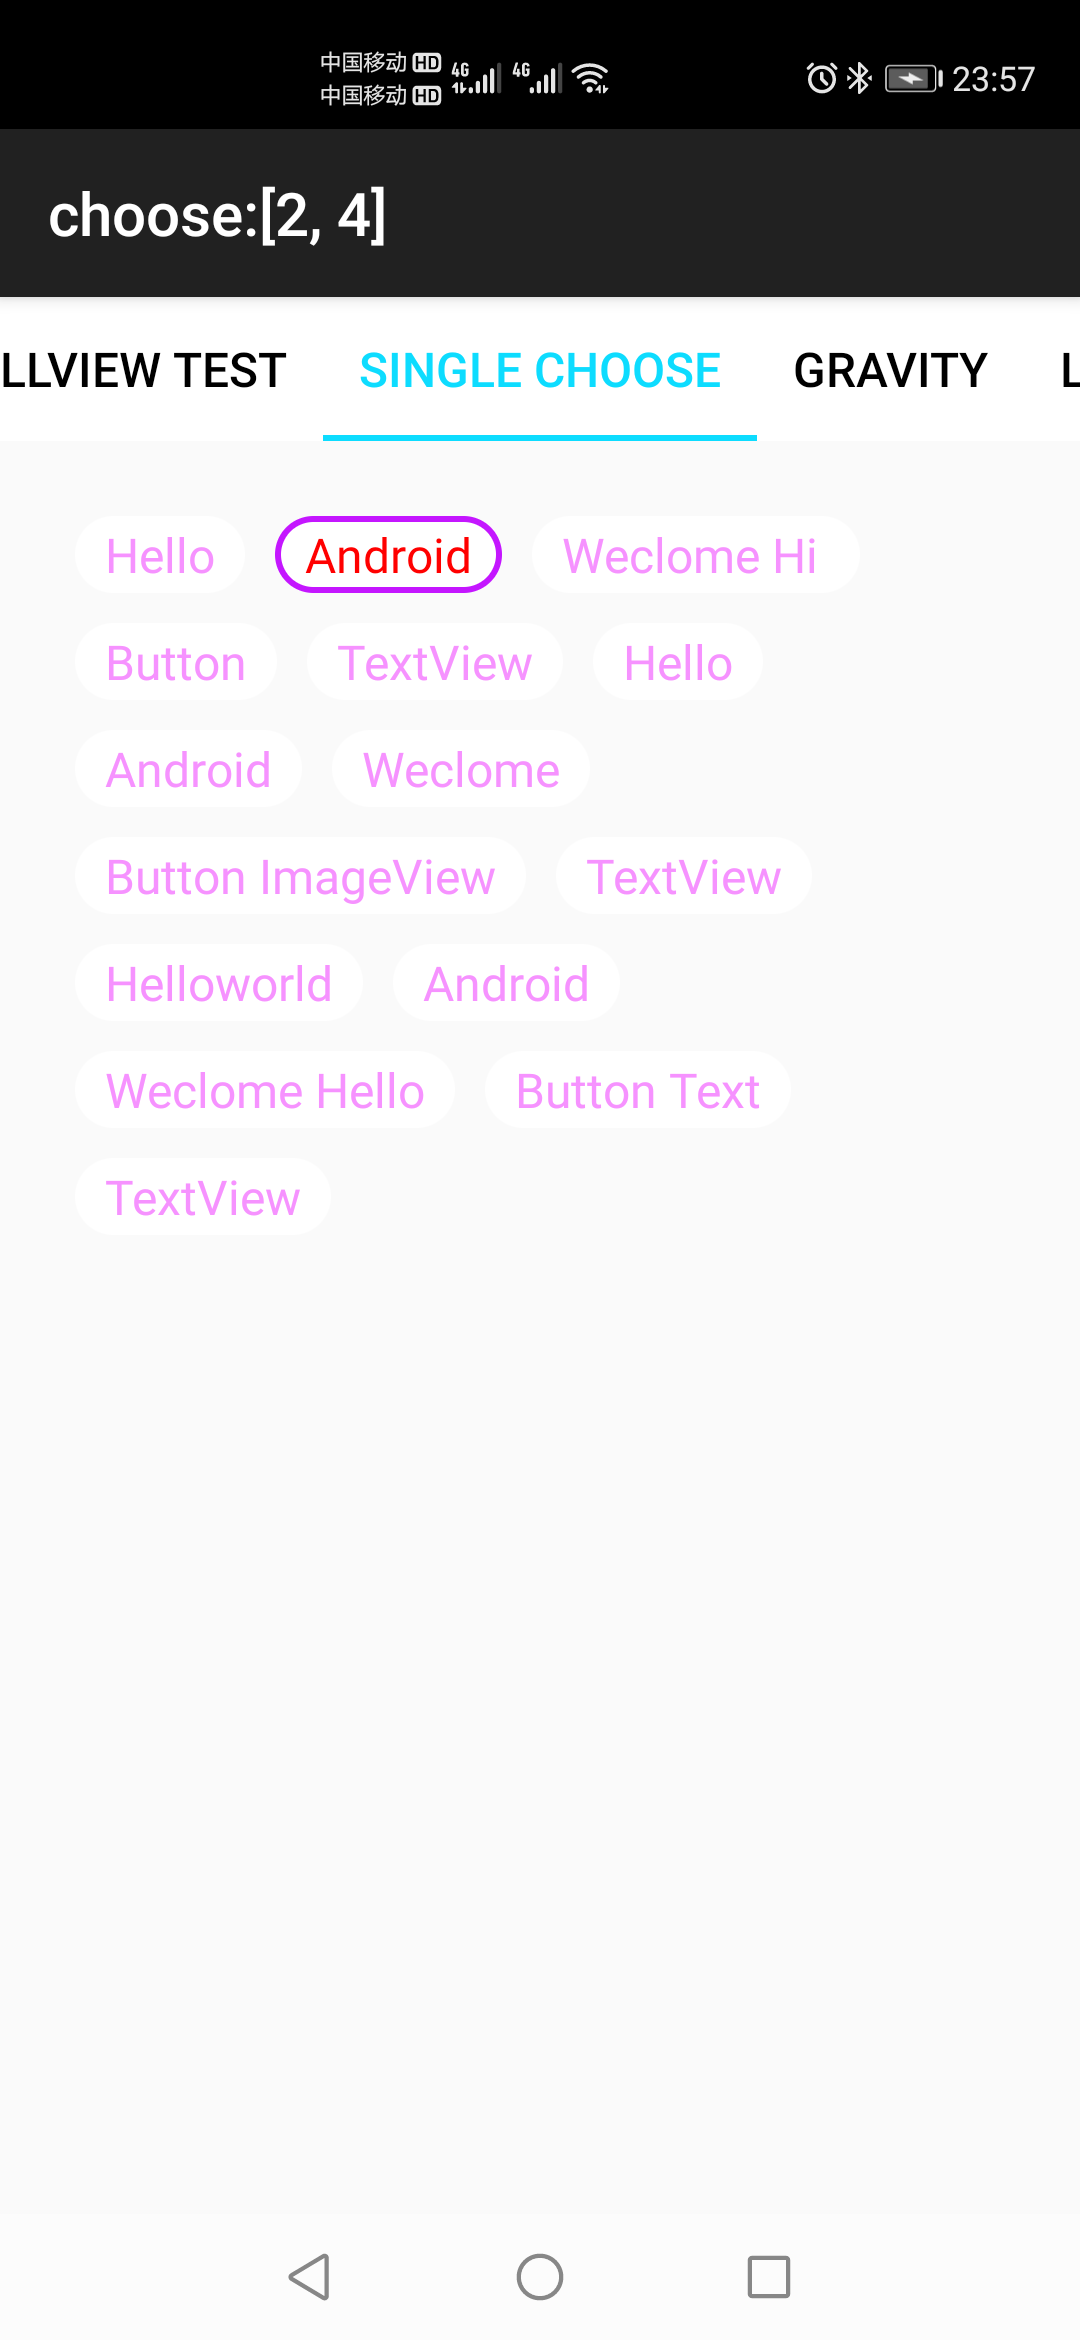 中国移动 HD 4G 4G 23:57
中国移动 HD
choose:[2, 4]
LLVIEW TEST SINGLE CHOOSE GRAVITY L
Hello Android Weclome Hi
Button TextView Hello
Android Weclome
Button ImageView TextView
Helloworld Android
Weclome Hello Button Text
TextView